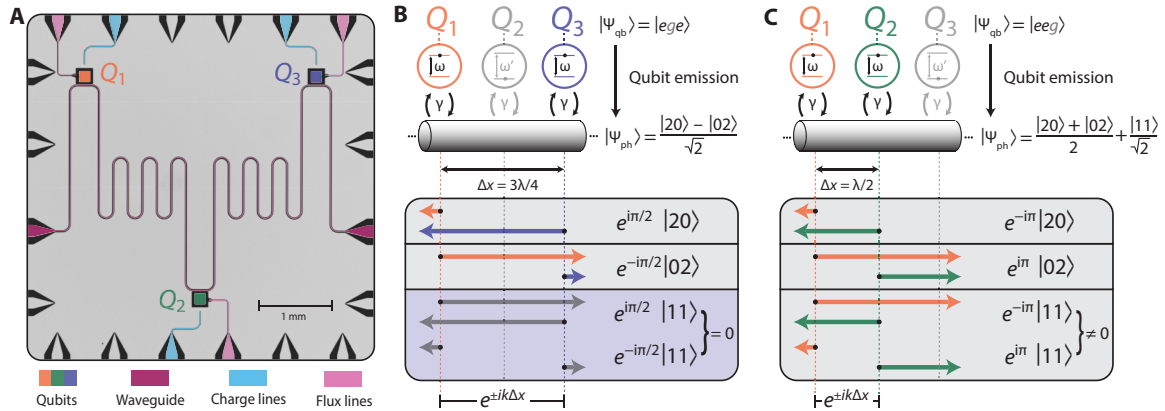 A
Q1
Q3
Q2
1 mm
Qubits
Waveguide
Charge lines
Flux lines
B
Q1 Q2 Q3
|Ψqb⟩ = |ege⟩
ω ω′ ω
Qubit emission
γ γ γ
... ... |Ψph⟩ = |20⟩ − |02⟩ / √2
Δx = 3λ/4
e^{iπ/2} |20⟩
e^{-iπ/2} |02⟩
e^{iπ/2} |11⟩
e^{-iπ/2} |11⟩
} = 0
e^{±ikΔx}
C
Q1 Q2 Q3
|Ψqb⟩ = |eeg⟩
ω ω ω′
Qubit emission
γ γ γ
... ... |Ψph⟩ = |20⟩ + |02⟩ / 2 + |11⟩ / √2
Δx = λ/2
e^{-iπ} |20⟩
e^{iπ} |02⟩
e^{-iπ} |11⟩
e^{iπ} |11⟩
} ≠ 0
e^{±ikΔx}